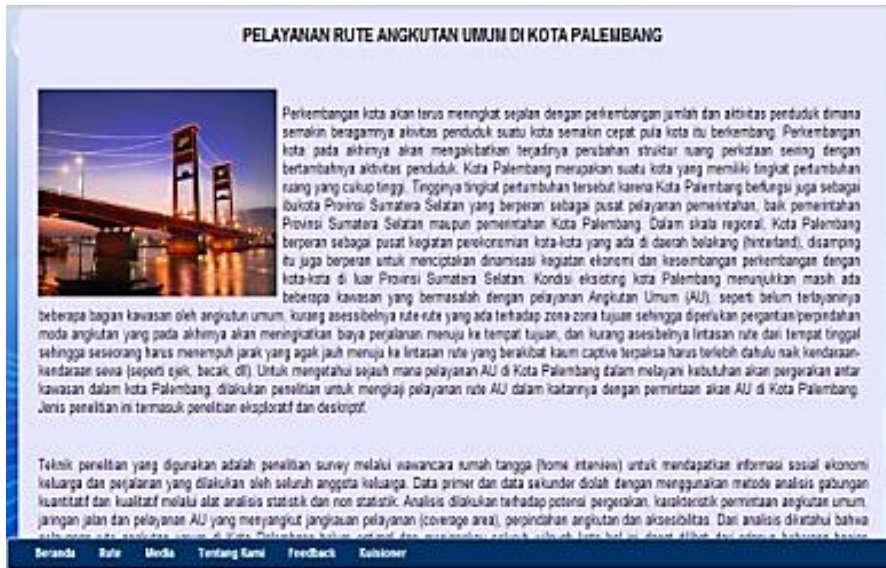 PELAYANAN RUTE ANGKUTAN UMUM DI KOTA PALEMBANG
Perkembangan kota akan terus meningkat sejalan dengan perkembangan jumlah dan aktivitas penduduk dimana
semakin beragamnya akivitas penduduk suatu kota semakin cepat pula kota itu berkembang. Perkembangan
kota pada akhirnya akan mengakibatkan terjadinya perubahan struktur ruang perkotaan seiring dengan
bertambahnya aktivitas penduduk. Kota Palembang merupakan suatu kota yang memiliki tingkat pertumbuhan
ruang yang cukup tinggi. Tingginya tingkat pertumbuhan tersebut karena Kota Palembang berfungsi juga sebagai
ibukota Provinsi Sumatera Selatan yang berperan sebagai pusat pelayanan pemerintahan, baik pemerintahan
Provinsi Sumatera Selatan maupun pemerintahan Kota Palembang. Dalam skala regional, Kota Palembang
berperan sebagai pusat kegiatan perekonomian kota-kota yang ada di daerah belakang (hinterland), disamping
itu juga berperan untuk menciptakan dinamisasi kegiatan ekonomi dan keseimbangan perkembangan dengan
kota-kota di luar Provinsi Sumatera Selatan. Kondisi eksisting kota Palembang menunjukkan masih ada
beberapa kawasan yang bermasalah dengan pelayanan Angkutan Umum (AU), seperti belum terlayaninya
beberapa bagian kawasan oleh angkutun umum, kurang asessibelnya rute-rute yang ada terhadap zona-zona tujuan sehingga diperlukan pergantian/perpindahan
moda angkutan yang pada akhirnya akan meningkatkan biaya perjalanan menuju ke tempat tujuan, dan kurang asesibelnya lintasan rute dari tempat tinggal
sehingga seseorang harus menempuh jarak yang agak jauh menuju ke lintasan rute yang berakibat kaum captive terpaksa harus terlebih dahulu naik kendaraan-
kendaraan sewa (seperti ojek, becak, dll). Untuk mengetahui sejauh mana pelayanan AU di Kota Palembang dalam melayani kebutuhan akan pergerakan antar
kawasan dalam kota Palembang, dilakukan penelitian untuk mengkaji pelayanan rute AU dalam kaitannya dengan permintaan akan AU di Kota Palembang.
Jenis penelitian ini termasuk penelitian eksploratif dan deskriptif.
Teknik penelitian yang digunakan adalah penelitian survey melalui wawancara rumah tangga (home interview) untuk mendapatkan informasi sosial ekonomi
keluarga dan perjalanan yang dilakukan oleh seluruh anggota keluarga. Data primer dan data sekunder diolah dengan menggunakan metode analisis gabungan
kuantitatif dan kualitatif melalui alat analisis statistik dan non statistik. Analisis dilakukan terhadap potensi pergerakan, karakteristik permintaan angkutan umum,
jaringan jalan dan pelayanan AU yang menyangkut jangkauan pelayanan (coverage area), perpindahan angkutan dan aksesibilitas. Dari analisis diketahui bahwa
Beranda Rute Media Tentang Kami Feedback Kuisioner